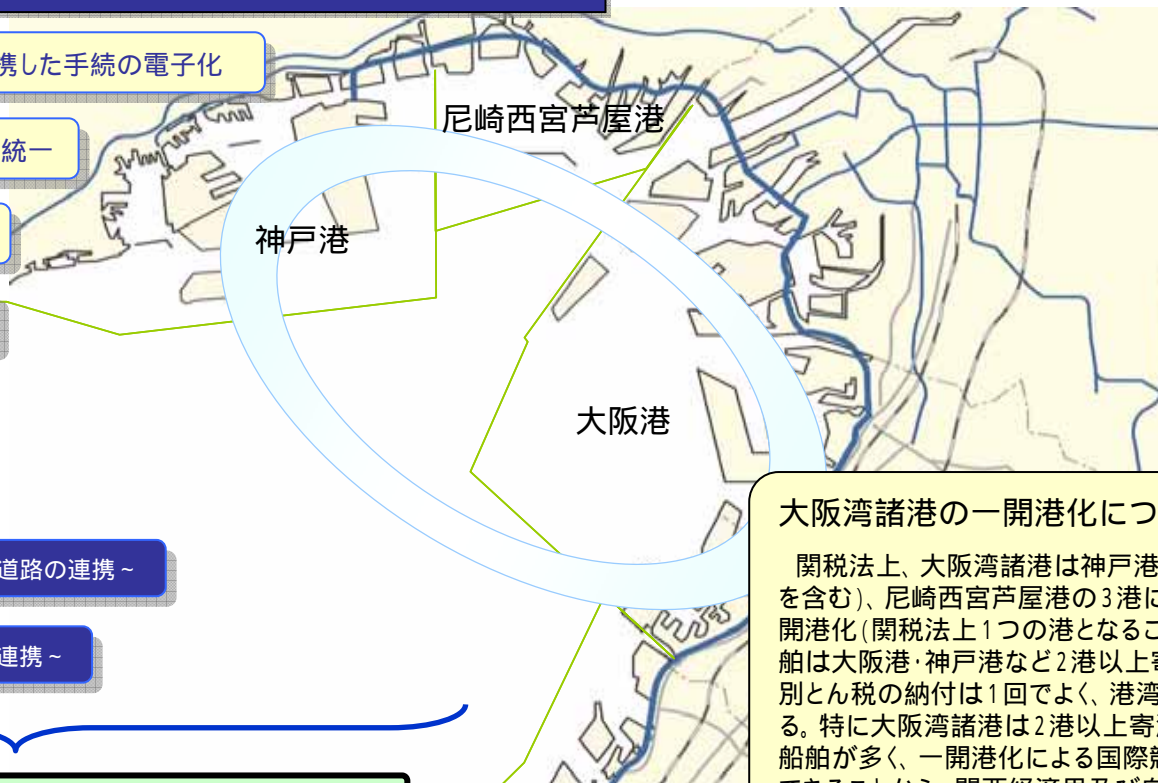 携した手続の電子化
統一
尼崎西宮芦屋港
神戸港
大阪港
道路の連携~
連携~
大阪湾諸港の一開港化につ
関税法上、大阪湾諸港は神戸港
を含む)、尼崎西宮芦屋港の3港に
開港化(関税法上1つの港となるこ
舶は大阪港・神戸港など2港以上寄
別とん税の納付は1回でよく、港湾
る。特に大阪湾諸港は2港以上寄
船舶が多く、一開港化による国際競